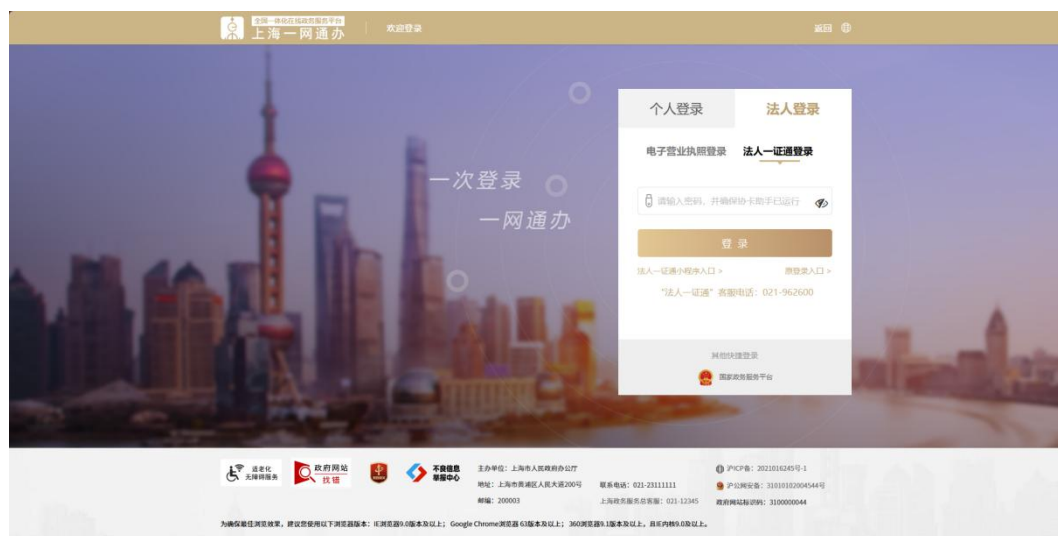 全国一体化在线政务服务平台
上海一网通办
欢迎登录
返回
一次登录
一网通办
个人登录
法人登录
电子营业执照登录
法人一证通登录
请输入密码，并确保协卡助手已运行
登 录
法人一证通小程序入口 >
原登录入口 >
“法人一证通”客服电话：021-962600
其他快捷登录
国家政务服务平台
适老化
无障碍服务
政府网站
找错
不良信息
举报中心
主办单位：上海市人民政府办公厅
地址：上海市黄浦区人民大道200号
联系电话：021-23111111
邮编：200003
上海政务服务总客服：021-12345
沪ICP备：2021016245号-1
沪公网安备：31010102004544号
政府网站标识码：3100000044
为确保最佳浏览效果，建议您使用以下浏览器版本：IE浏览器9.0版本及以上； Google Chrome浏览器 63版本及以上； 360浏览器9.1版本及以上，且IE内核9.0及以上。